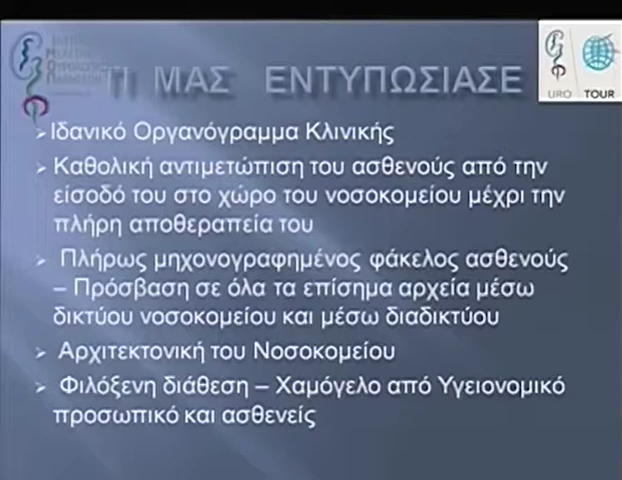 ΤΙ ΜΑΣ ΕΝΤΥΠΩΣΙΑΣΕ
URO TOUR
Ιδανικό Οργανόγραμμα Κλινικής
Καθολική αντιμετώπιση του ασθενούς από την
είσοδό του στο χώρο του νοσοκομείου μέχρι την
πλήρη αποθεραπεία του
Πλήρως μηχονογραφημένος φάκελος ασθενούς
– Πρόσβαση σε όλα τα επίσημα αρχεία μέσω
δικτύου νοσοκομείου και μέσω διαδικτύου
Αρχιτεκτονική του Νοσοκομείου
Φιλόξενη διάθεση – Χαμόγελο από Υγειονομικό
προσωπικό και ασθενείς